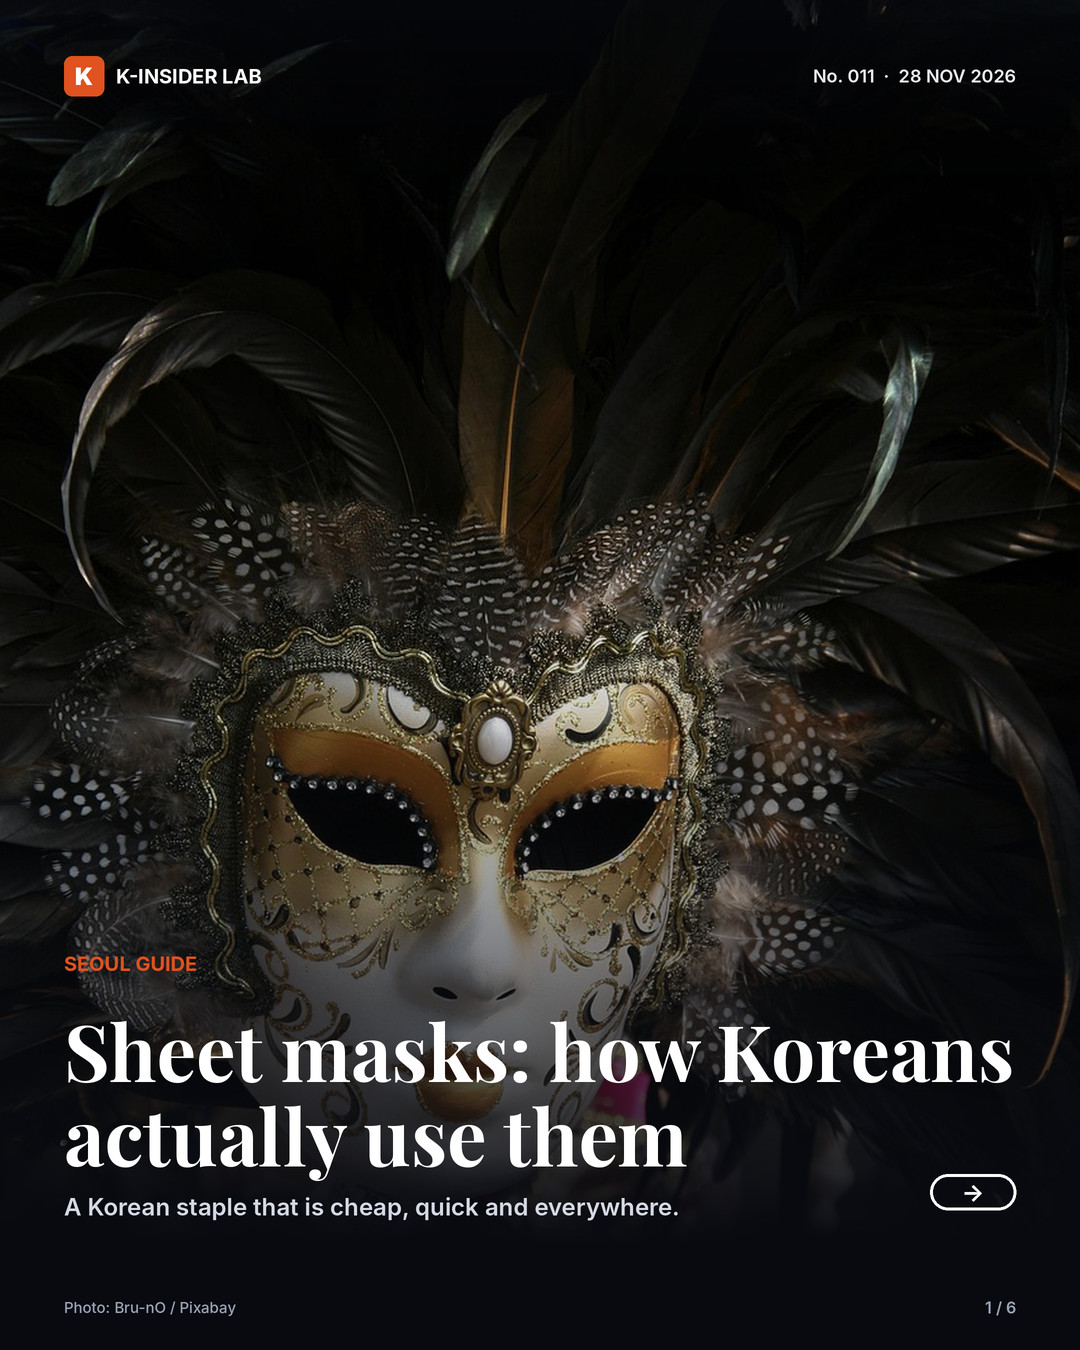 K K-INSIDER LAB
No. 011 · 28 NOV 2026
SEOUL GUIDE
Sheet masks: how Koreans
actually use them
A Korean staple that is cheap, quick and everywhere.
→
Photo: Bru-nO / Pixabay
1 / 6